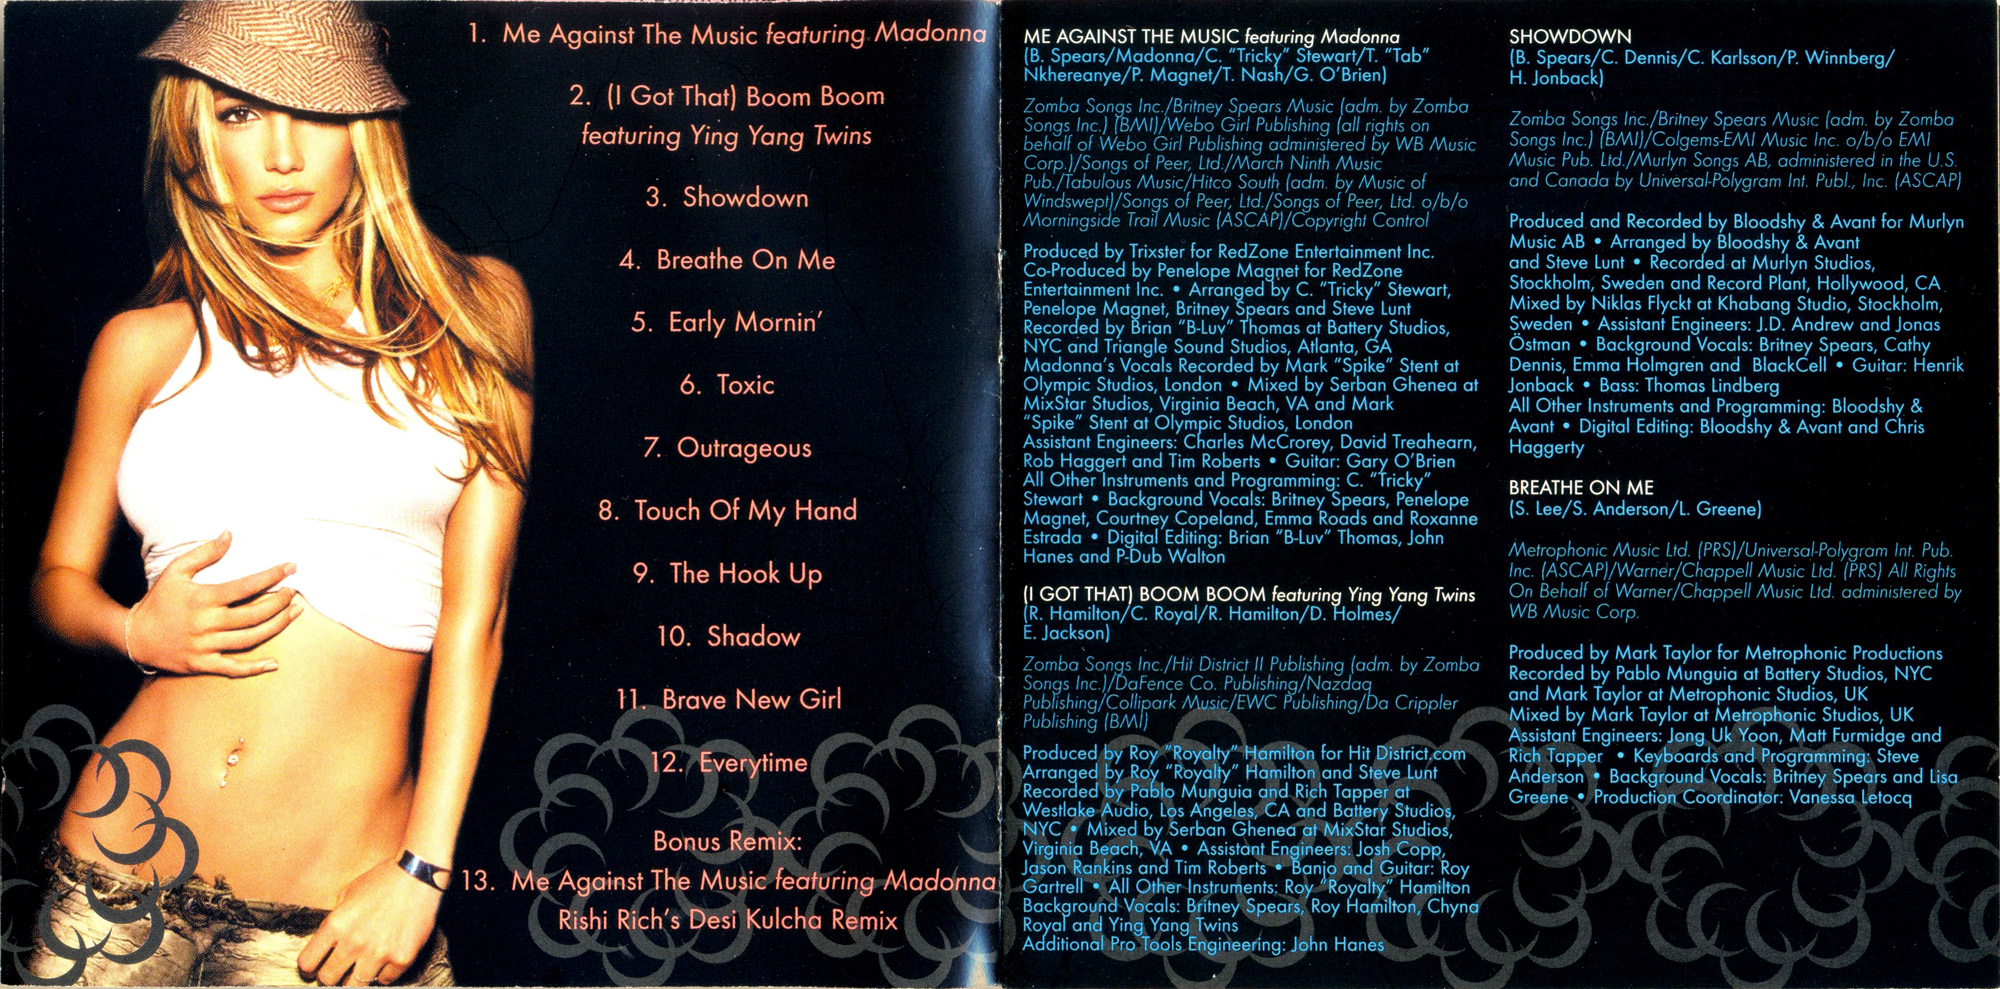 1. Me Against The Music featuring Madonna
2. (I Got That) Boom Boom
featuring Ying Yang Twins
3. Showdown
4. Breathe On Me
5. Early Mornin’
6. Toxic
7. Outrageous
8. Touch Of My Hand
9. The Hook Up
10. Shadow
11. Brave New Girl
12. Everytime
Bonus Remix:
13. Me Against The Music featuring Madonna
Rishi Rich’s Desi Kulcha Remix
ME AGAINST THE MUSIC featuring Madonna
(B. Spears/Madonna/C. “Tricky” Stewart/T. “Tab”
Nkhereanye/P. Magnet/T. Nash/G. O’Brien)
Zomba Songs Inc./Britney Spears Music (adm. by Zomba
Songs Inc.) (BMI)/Webo Girl Publishing (all rights on
behalf of Webo Girl Publishing administered by WB Music
Corp.)/Songs of Peer, Ltd./March Ninth Music
Pub./Tabulous Music/Hitco South (adm. by Music of
Windswept)/Songs of Peer, Ltd./Songs of Peer, Ltd. o/b/o
Morningside Trail Music (ASCAP)/Copyright Control
Produced by Trixster for RedZone Entertainment Inc.
Co-Produced by Penelope Magnet for RedZone
Entertainment Inc. • Arranged by C. “Tricky” Stewart,
Penelope Magnet, Britney Spears and Steve Lunt
Recorded by Brian “B-Luv” Thomas at Battery Studios,
NYC and Triangle Sound Studios, Atlanta, GA
Madonna’s Vocals Recorded by Mark “Spike” Stent at
Olympic Studios, London • Mixed by Serban Ghenea at
MixStar Studios, Virginia Beach, VA and Mark
“Spike” Stent at Olympic Studios, London
Assistant Engineers: Charles McCrorey, David Treahearn,
Rob Haggert and Tim Roberts • Guitar: Gary O’Brien
All Other Instruments and Programming: C. “Tricky”
Stewart • Background Vocals: Britney Spears, Penelope
Magnet, Courtney Copeland, Emma Roads and Roxanne
Estrada • Digital Editing: Brian “B-Luv” Thomas, John
Hanes and P-Dub Walton
(I GOT THAT) BOOM BOOM featuring Ying Yang Twins
(R. Hamilton/C. Royal/R. Hamilton/D. Holmes/
E. Jackson)
Zomba Songs Inc./Hit District II Publishing (adm. by Zomba
Songs Inc.)/DaFence Co. Publishing/Nazdaq
Publishing/Collipark Music/EWC Publishing/Da Crippler
Publishing (BMI)
Produced by Roy “Royalty” Hamilton for Hit District.com
Arranged by Roy “Royalty” Hamilton and Steve Lunt
Recorded by Pablo Munguia and Rich Tapper at
Westlake Audio, Los Angeles, CA and Battery Studios,
NYC • Mixed by Serban Ghenea at MixStar Studios,
Virginia Beach, VA • Assistant Engineers: Josh Copp,
Jason Rankins and Tim Roberts • Banjo and Guitar: Roy
Gartrell • All Other Instruments: Roy “Royalty” Hamilton
Background Vocals: Britney Spears, Roy Hamilton, Chyna
Royal and Ying Yang Twins
Additional Pro Tools Engineering: John Hanes
SHOWDOWN
(B. Spears/C. Dennis/C. Karlsson/P. Winnberg/
H. Jonback)
Zomba Songs Inc./Britney Spears Music (adm. by Zomba
Songs Inc.) (BMI)/Colgems-EMI Music Inc. o/b/o EMI
Music Pub. Ltd./Murlyn Songs AB, administered in the U.S.
and Canada by Universal-Polygram Int. Publ., Inc. (ASCAP)
Produced and Recorded by Bloodshy & Avant for Murlyn
Music AB • Arranged by Bloodshy & Avant
and Steve Lunt • Recorded at Murlyn Studios,
Stockholm, Sweden and Record Plant, Hollywood, CA
Mixed by Niklas Flyckt at Khabang Studio, Stockholm,
Sweden • Assistant Engineers: J.D. Andrew and Jonas
Östman • Background Vocals: Britney Spears, Cathy
Dennis, Emma Holmgren and BlackCell • Guitar: Henrik
Jonback • Bass: Thomas Lindberg
All Other Instruments and Programming: Bloodshy &
Avant • Digital Editing: Bloodshy & Avant and Chris
Haggerty
BREATHE ON ME
(S. Lee/S. Anderson/L. Greene)
Metrophonic Music Ltd. (PRS)/Universal-Polygram Int. Pub.
Inc. (ASCAP)/Warner/Chappell Music Ltd. (PRS) All Rights
On Behalf of Warner/Chappell Music Ltd. administered by
WB Music Corp.
Produced by Mark Taylor for Metrophonic Productions
Recorded by Pablo Munguia at Battery Studios, NYC
and Mark Taylor at Metrophonic Studios, UK
Mixed by Mark Taylor at Metrophonic Studios, UK
Assistant Engineers: Jong Uk Yoon, Matt Furmidge and
Rich Tapper • Keyboards and Programming: Steve
Anderson • Background Vocals: Britney Spears and Lisa
Greene • Production Coordinator: Vanessa Letocq